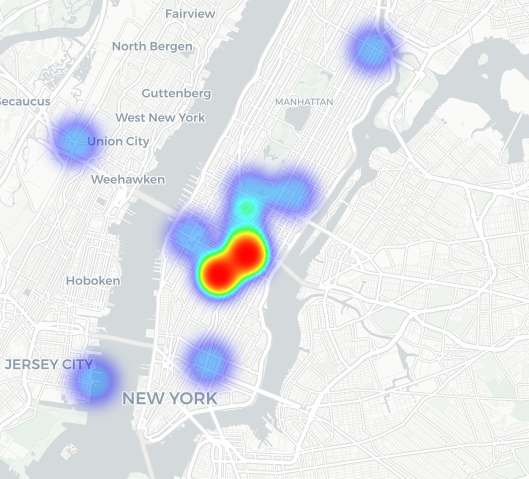 Fairview
North Bergen
Secaucus
Guttenberg
MANHATTAN
West New York
Union City
Weehawken
Hoboken
JERSEY CITY
NEW YORK